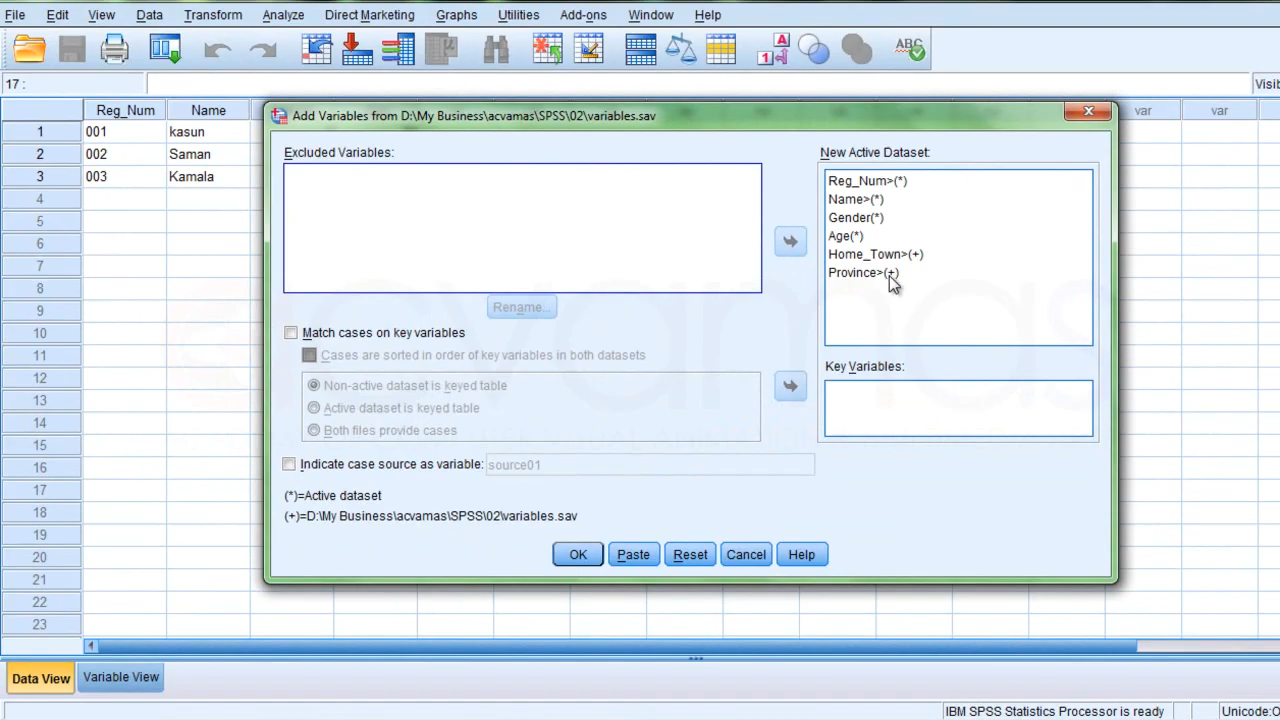 File Edit View Data Transform Analyze Direct Marketing Graphs Utilities Add-ons Window Help
A
1
ABC
17 :
Visib
Reg_Num Name var var
1 001 kasun
2 002 Saman
3 003 Kamala
4
5
6
7
8
9
10
11
12
13
14
15
16
17
18
19
20
21
22
23
Add Variables from D:\My Business\acvamas\SPSS\02\variables.sav
Excluded Variables:
New Active Dataset:
Reg_Num>(*)
Name>(*)
Gender(*)
Age(*)
Home_Town>(+)
Province>(+)
Rename...
Match cases on key variables
Cases are sorted in order of key variables in both datasets
Non-active dataset is keyed table
Active dataset is keyed table
Both files provide cases
Key Variables:
Indicate case source as variable: source01
(*)=Active dataset
(+)=D:\My Business\acvamas\SPSS\02\variables.sav
OK Paste Reset Cancel Help
acvamas
Data View Variable View
IBM SPSS Statistics Processor is ready Unicode:O